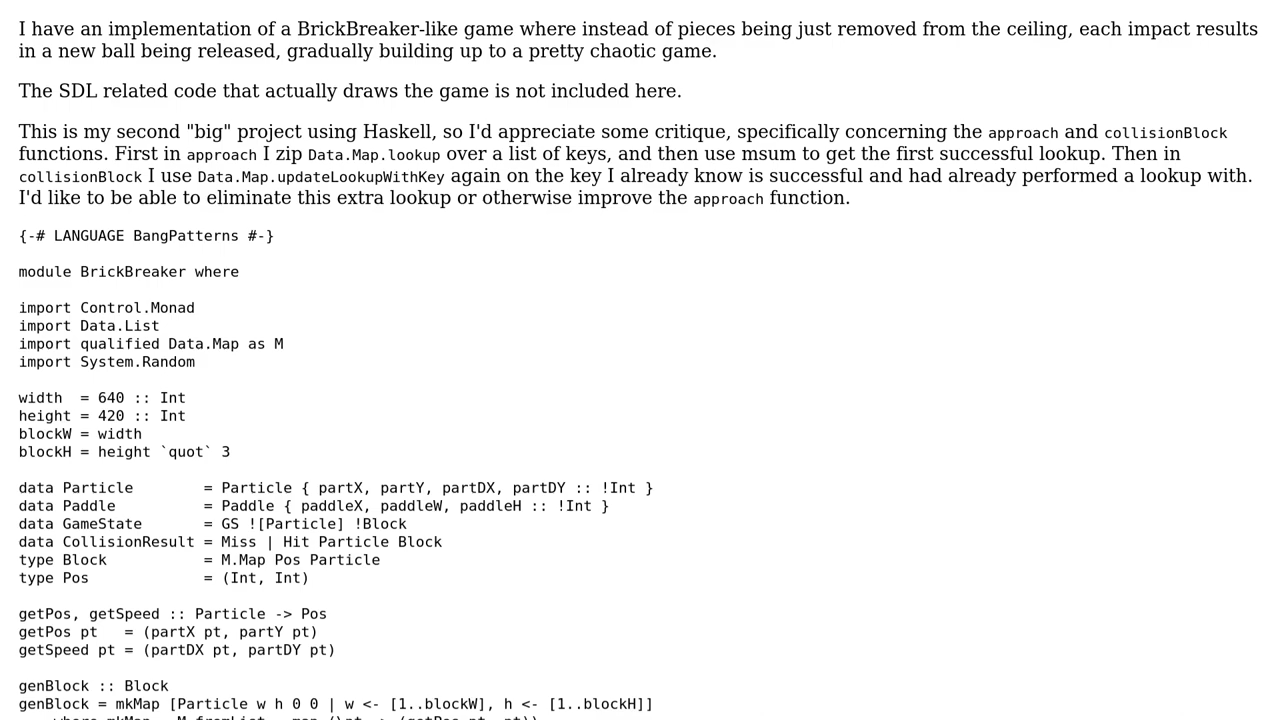 I have an implementation of a BrickBreaker-like game where instead of pieces being just removed from the ceiling, each impact results
in a new ball being released, gradually building up to a pretty chaotic game.
The SDL related code that actually draws the game is not included here.
This is my second "big" project using Haskell, so I'd appreciate some critique, specifically concerning the approach and collisionBlock
functions. First in approach I zip Data.Map.lookup over a list of keys, and then use msum to get the first successful lookup. Then in
collisionBlock I use Data.Map.updateLookupWithKey again on the key I already know is successful and had already performed a lookup with.
I'd like to be able to eliminate this extra lookup or otherwise improve the approach function.
{-# LANGUAGE BangPatterns #-}
module BrickBreaker where
import Control.Monad
import Data.List
import qualified Data.Map as M
import System.Random
width  = 640 :: Int
height = 420 :: Int
blockW = width
blockH = height `quot` 3
data Particle        = Particle { partX, partY, partDX, partDY :: !Int }
data Paddle          = Paddle { paddleX, paddleW, paddleH :: !Int }
data GameState       = GS ![Particle] !Block
data CollisionResult = Miss | Hit Particle Block
type Block           = M.Map Pos Particle
type Pos             = (Int, Int)
getPos, getSpeed :: Particle -> Pos
getPos pt   = (partX pt, partY pt)
getSpeed pt = (partDX pt, partDY pt)
genBlock :: Block
genBlock = mkMap [Particle w h 0 0 | w <- [1..blockW], h <- [1..blockH]]